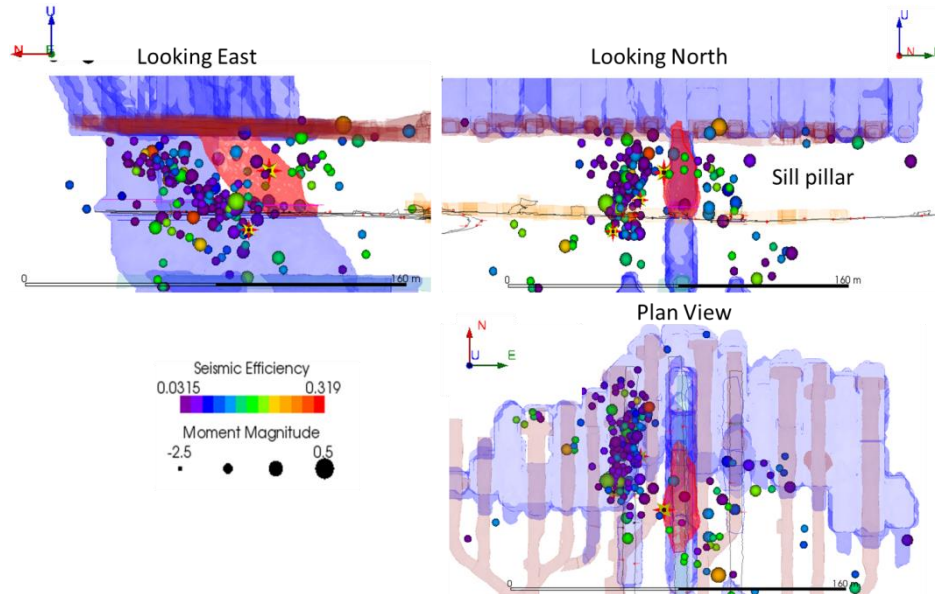 U
N
E
Looking East
0
160 m
U
N
E
Looking North
Sill pillar
0
160 m
Plan View
N
U
E
0
160 m
Seismic Efficiency
0.0315
0.319
Moment Magnitude
-2.5
0.5